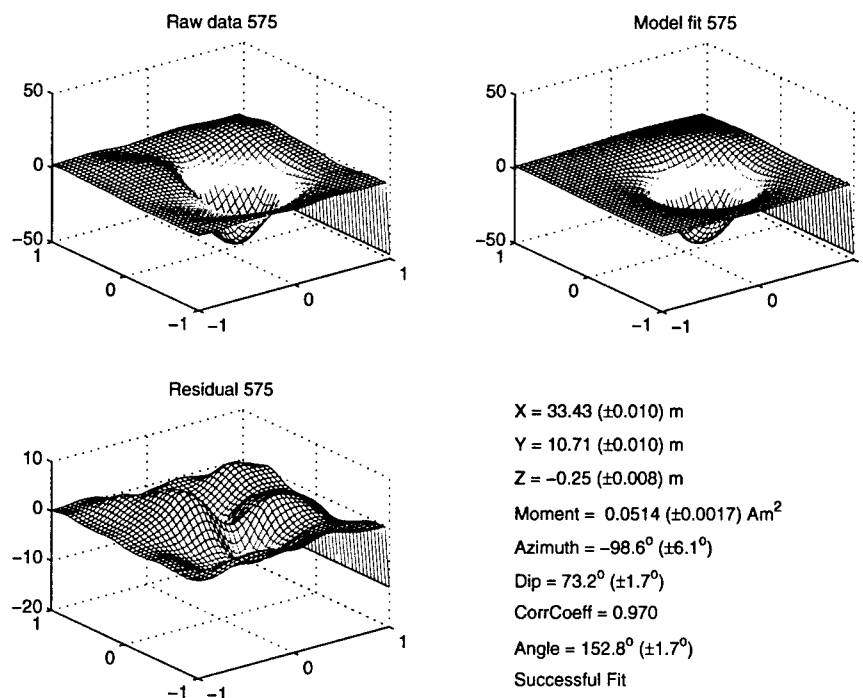 Raw data 575
50
0
−50
1
0
−1
−1
0
1
Model fit 575
50
0
−50
1
0
−1
−1
0
Residual 575
10
0
−10
−20
1
0
−1
−1
0
1
X = 33.43 (±0.010) m
Y = 10.71 (±0.010) m
Z = −0.25 (±0.008) m
Moment = 0.0514 (±0.0017) Am²
Azimuth = −98.6° (±6.1°)
Dip = 73.2° (±1.7°)
CorrCoeff = 0.970
Angle = 152.8° (±1.7°)
Successful Fit